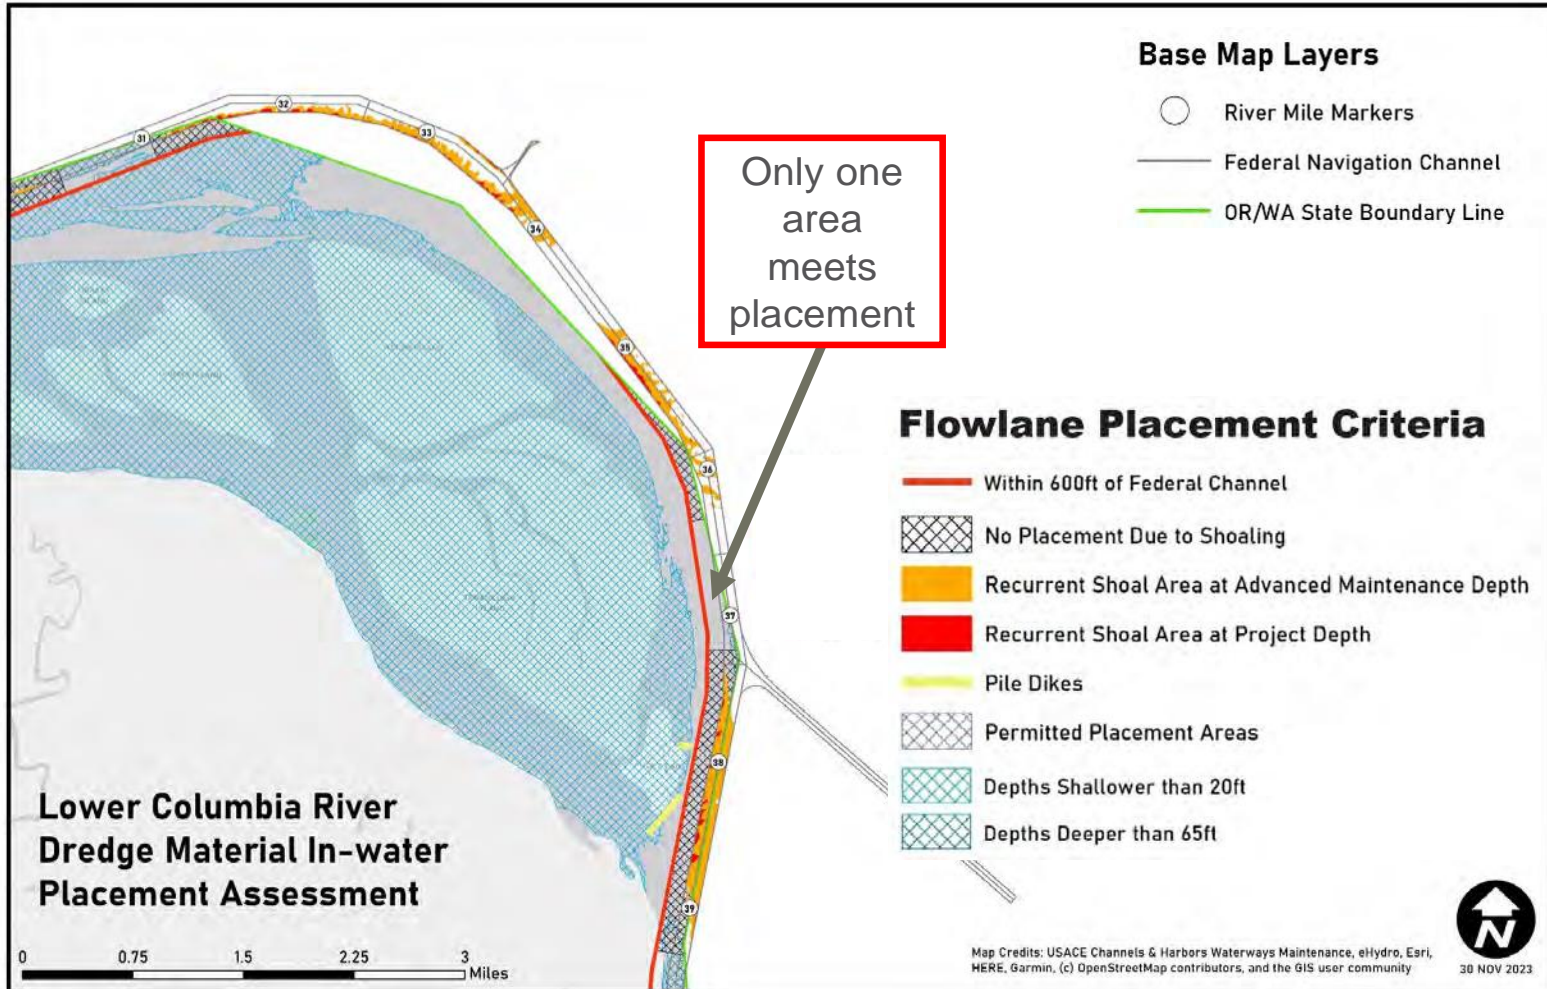 Base Map Layers
River Mile Markers
Federal Navigation Channel
OR/WA State Boundary Line
31
32
33
34
35
36
37
38
39
Only one
area
meets
placement
Flowlane Placement Criteria
Within 600ft of Federal Channel
No Placement Due to Shoaling
Recurrent Shoal Area at Advanced Maintenance Depth
Recurrent Shoal Area at Project Depth
Pile Dikes
Permitted Placement Areas
Depths Shallower than 20ft
Depths Deeper than 65ft
Lower Columbia River
Dredge Material In-water
Placement Assessment
0 0.75 1.5 2.25 3
Miles
Map Credits: USACE Channels & Harbors Waterways Maintenance, eHydro, Esri,
HERE, Garmin, (c) OpenStreetMap contributors, and the GIS user community
N
30 NOV 2023